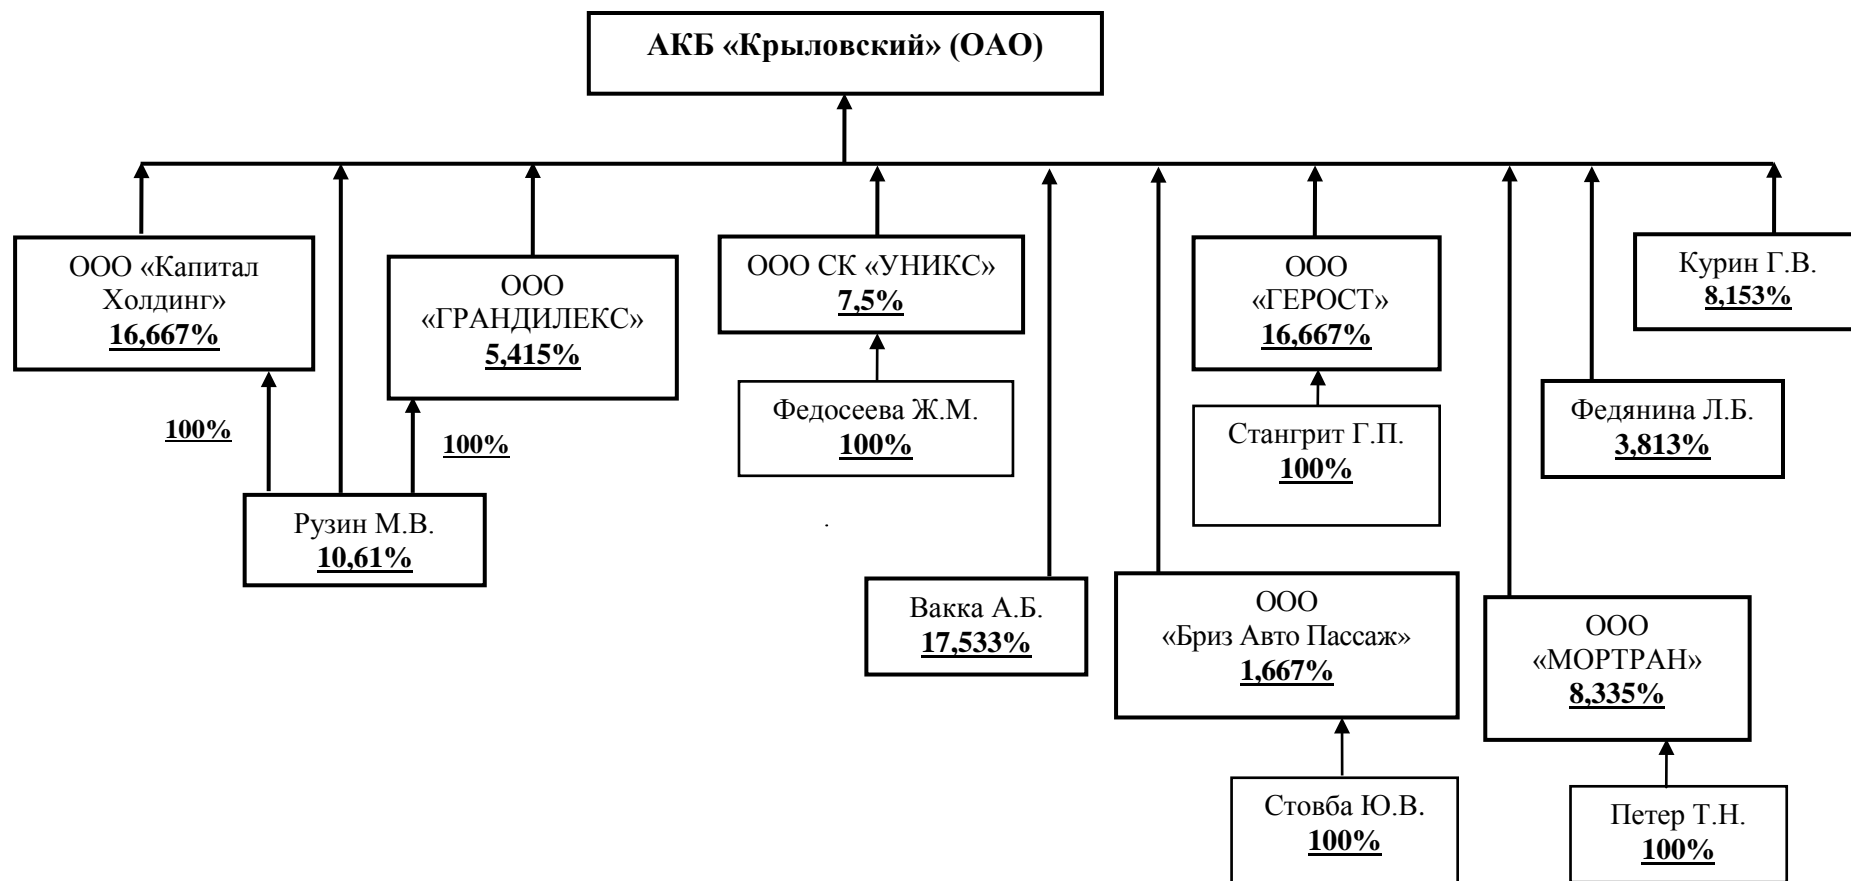 АКБ «Крыловский» (ОАО)
ООО «Капитал
Холдинг»
16,667%
ООО
«ГРАНДИЛЕКС»
5,415%
ООО СК «УНИКС»
7,5%
ООО
«ГЕРОСТ»
16,667%
Курин Г.В.
8,153%
100%
100%
Федосеева Ж.М.
100%
Стангрит Г.П.
100%
Федянина Л.Б.
3,813%
Рузин М.В.
10,61%
Вакка А.Б.
17,533%
ООО
«Бриз Авто Пассаж»
1,667%
ООО
«МОРТРАН»
8,335%
Стовба Ю.В.
100%
Петер Т.Н.
100%